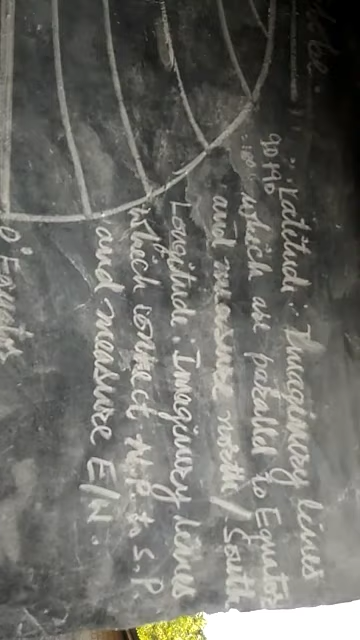 Latitude: Imaginary lines
which are parallel to Equator
and measure north/South
Longitude: Imaginary lines
which connect N.P. to S.P.
and measure E/W.
0° Equator